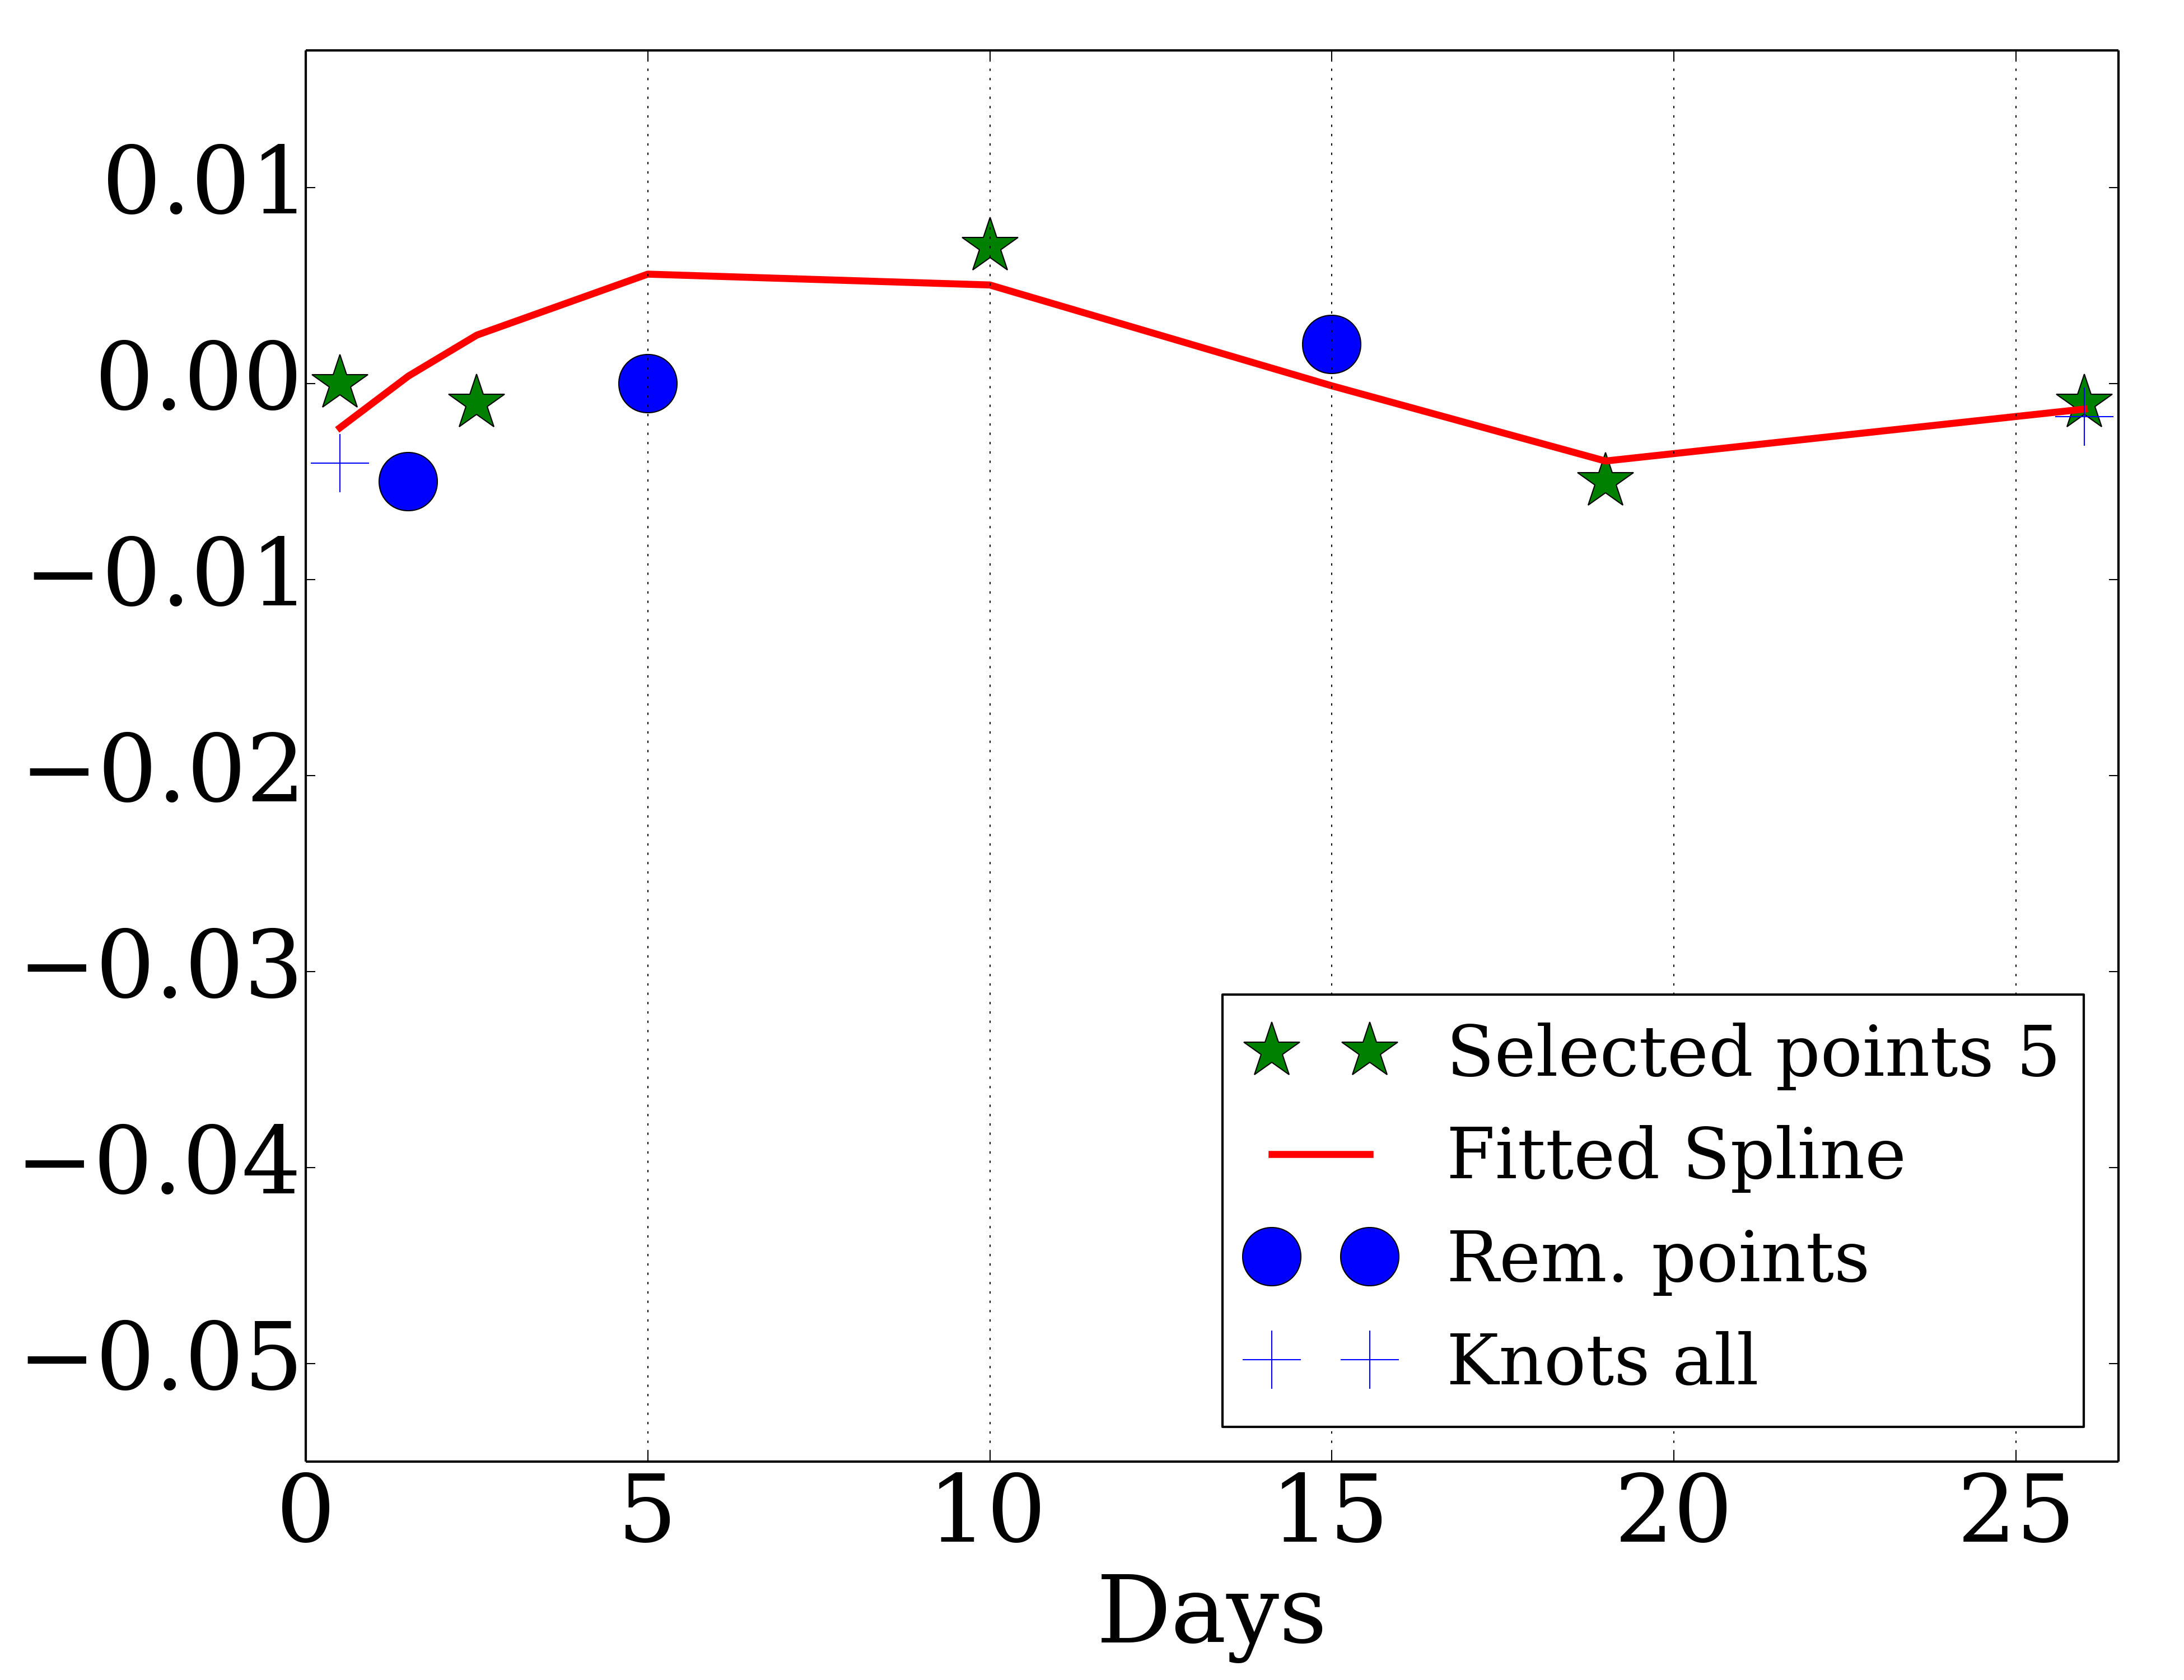 0.01
0.00
−0.01
−0.02
−0.03
−0.04
−0.05
Selected points 5
Fitted Spline
Rem. points
Knots all
0 5 10 15 20 25
Days